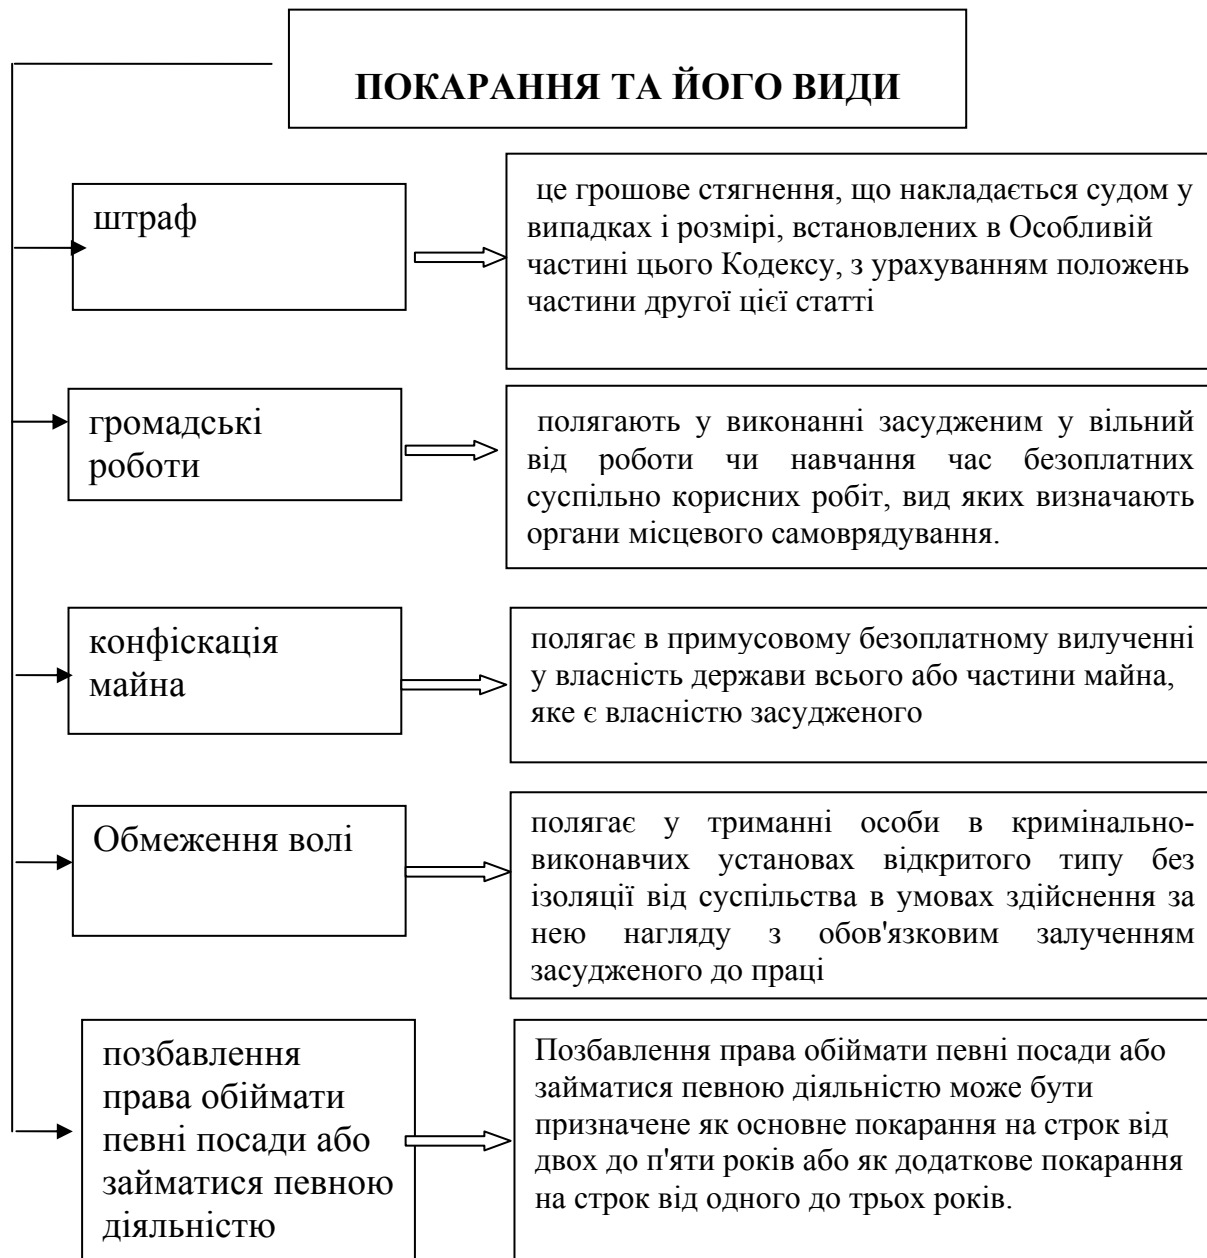 ПОКАРАННЯ ТА ЙОГО ВИДИ
штраф
це грошове стягнення, що накладається судом у
випадках і розмірі, встановлених в Особливій
частині цього Кодексу, з урахуванням положень
частини другої цієї статті
громадські
роботи
полягають у виконанні засудженим у вільний
від роботи чи навчання час безоплатних
суспільно корисних робіт, вид яких визначають
органи місцевого самоврядування.
конфіскація
майна
полягає в примусовому безоплатному вилученні
у власність держави всього або частини майна,
яке є власністю засудженого
Обмеження волі
полягає у триманні особи в кримінально-
виконавчих установах відкритого типу без
ізоляції від суспільства в умовах здійснення за
нею нагляду з обов'язковим залученням
засудженого до праці
позбавлення
права обіймати
певні посади або
займатися певною
діяльністю
Позбавлення права обіймати певні посади або
займатися певною діяльністю може бути
призначене як основне покарання на строк від
двох до п'яти років або як додаткове покарання
на строк від одного до трьох років.